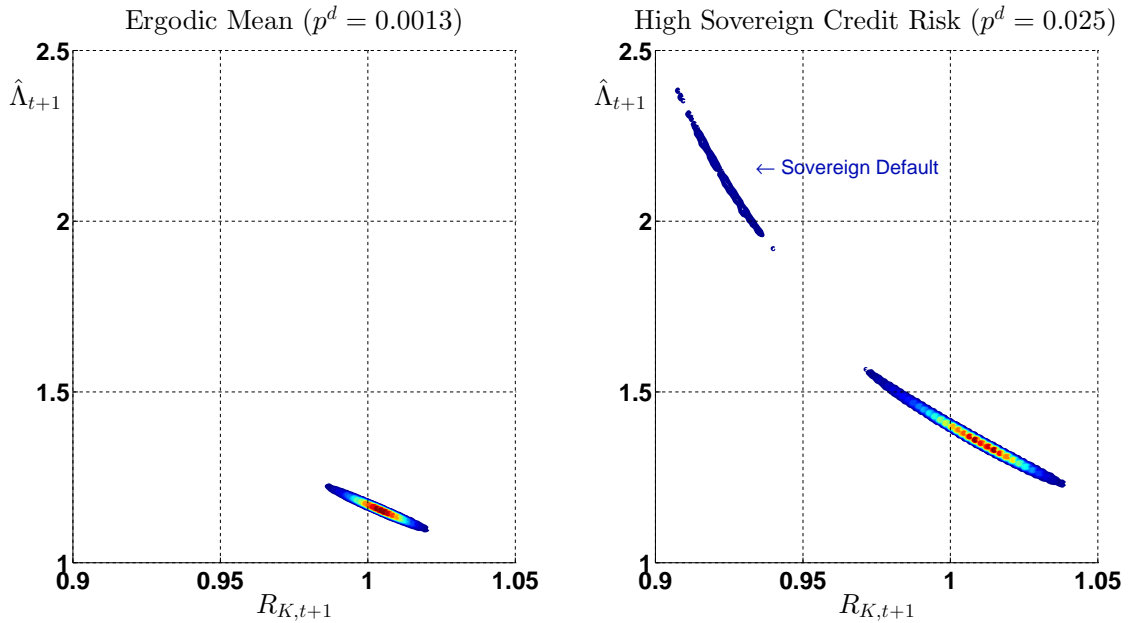 Ergodic Mean (p^d = 0.0013)
2.5
Λ̂_{t+1}
2
1.5
1
0.9 0.95 1 1.05
R_{K,t+1}
High Sovereign Credit Risk (p^d = 0.025)
2.5
Λ̂_{t+1}
← Sovereign Default
2
1.5
1
0.9 0.95 1 1.05
R_{K,t+1}